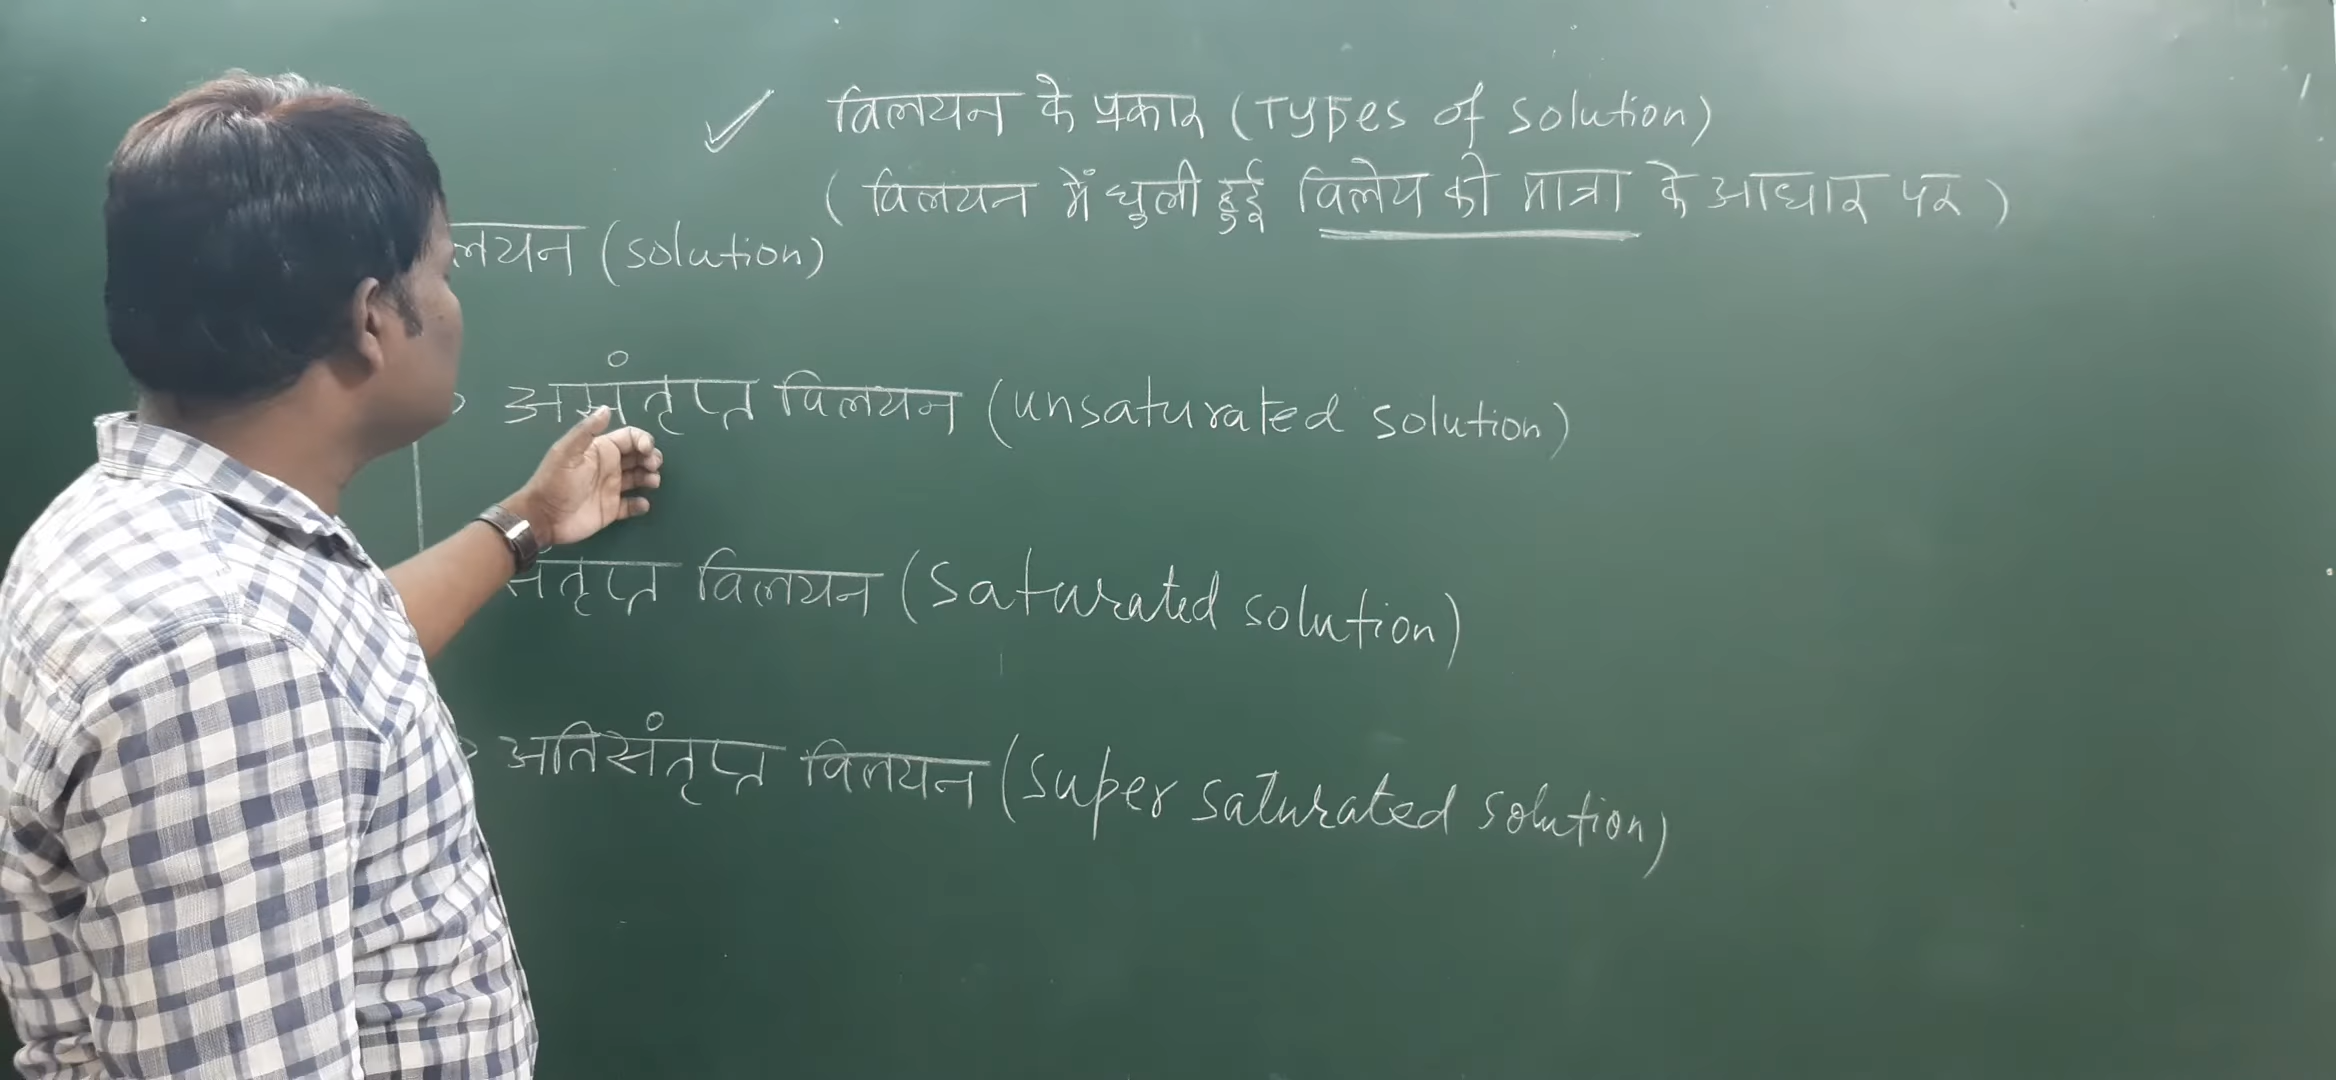 विलयन के प्रकार (Types of solution)
(विलयन में घुली हुई विलेय की मात्रा के आधार पर)
लयन (solution)
असंतृप्त विलयन (unsaturated solution)
संतृप्त विलयन (saturated solution)
अतिसंतृप्त विलयन (super saturated solution)